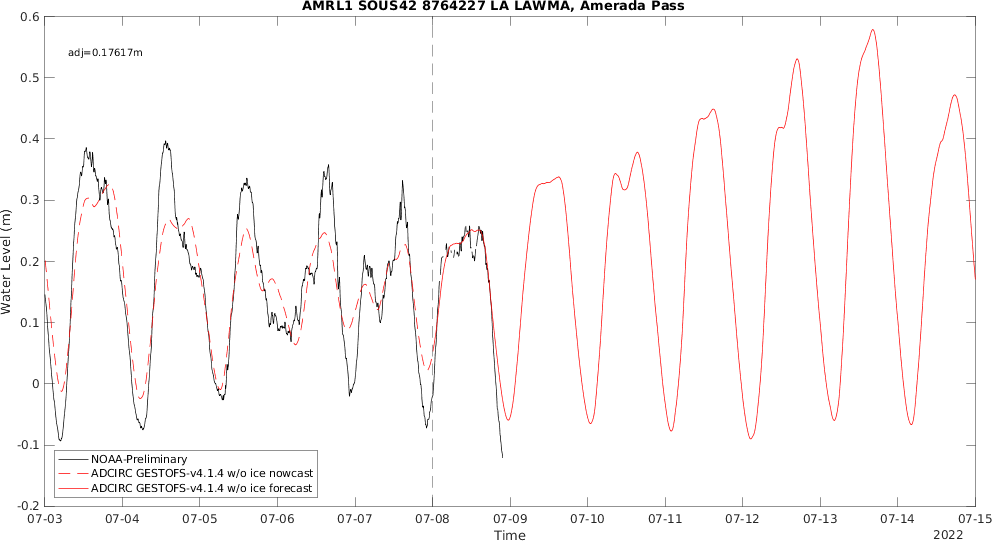 AMRL1 SOUS42 8764227 LA LAWMA, Amerada Pass
adj=0.17617m
0.6
0.5
0.4
0.3
0.2
0.1
0
-0.1
-0.2
Water Level (m)
NOAA-Preliminary
ADCIRC GESTOFS-v4.1.4 w/o ice nowcast
ADCIRC GESTOFS-v4.1.4 w/o ice forecast
07-03 07-04 07-05 07-06 07-07 07-08 07-09 07-10 07-11 07-12 07-13 07-14 07-15
Time
2022